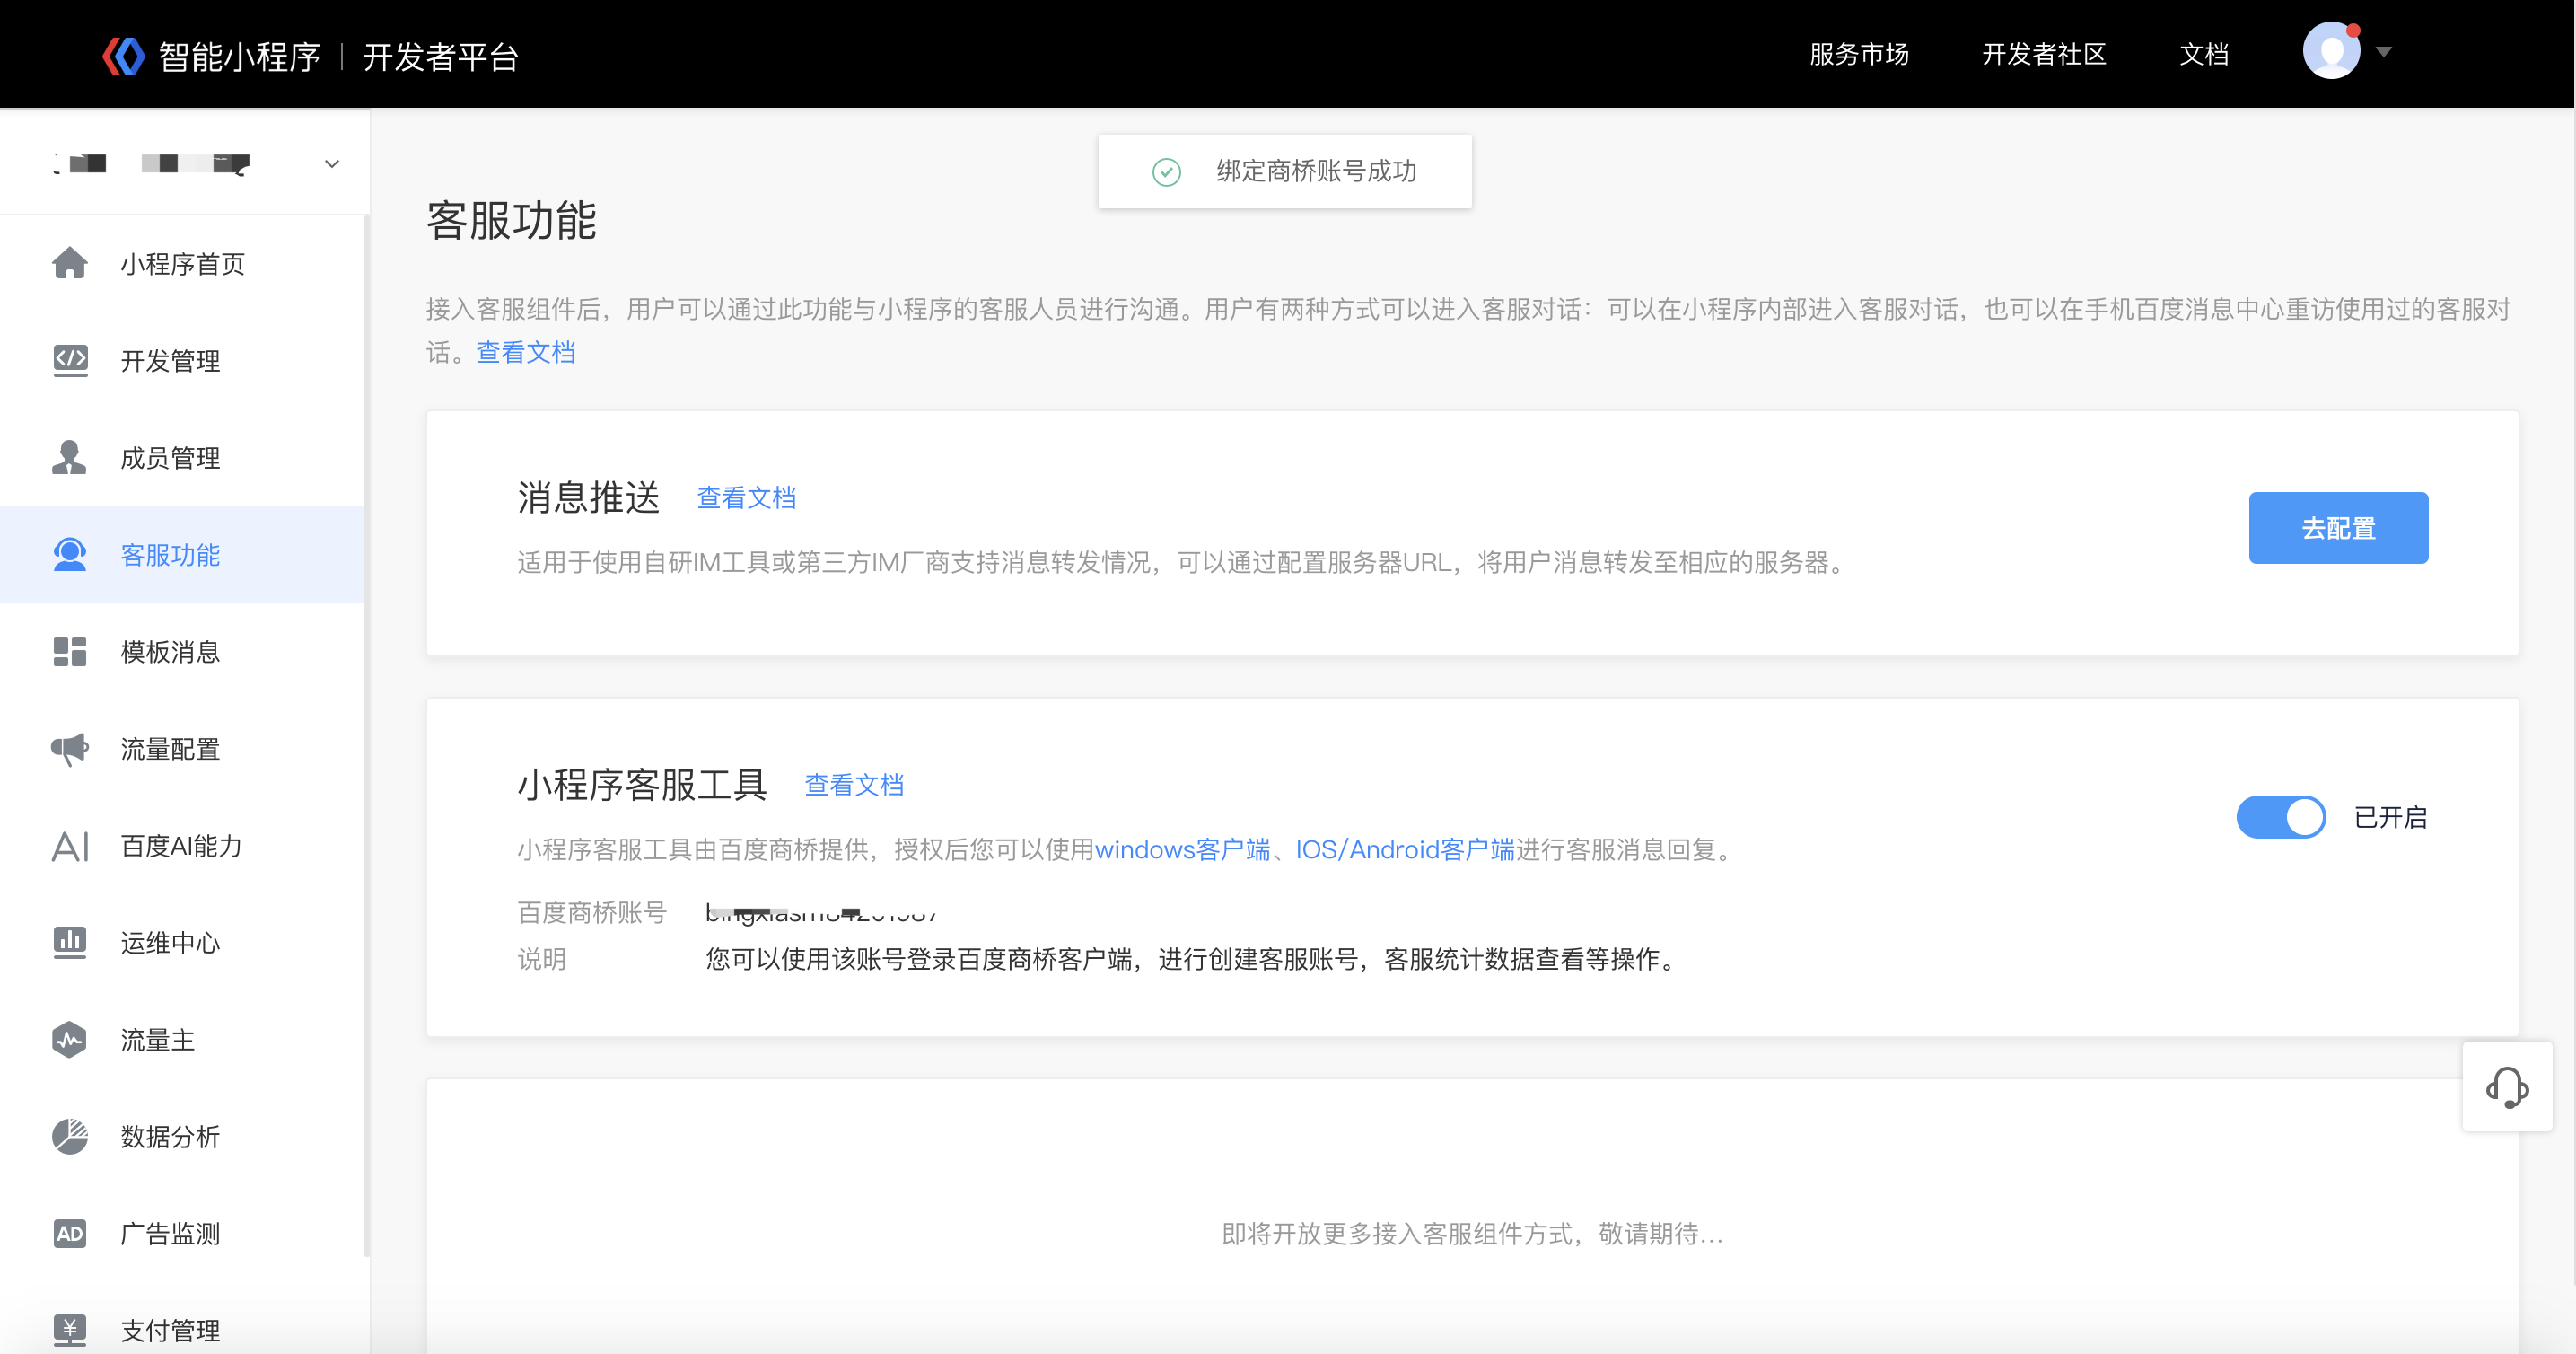 智能小程序 | 开发者平台
服务市场
开发者社区
文档
绑定商桥账号成功
小程序首页
开发管理
成员管理
客服功能
模板消息
流量配置
AI 百度AI能力
运维中心
流量主
数据分析
AD 广告监测
¥ 支付管理
客服功能
接入客服组件后，用户可以通过此功能与小程序的客服人员进行沟通。用户有两种方式可以进入客服对话：可以在小程序内部进入客服对话，也可以在手机百度消息中心重访使用过的客服对
话。查看文档
消息推送 查看文档
适用于使用自研IM工具或第三方IM厂商支持消息转发情况，可以通过配置服务器URL，将用户消息转发至相应的服务器。
去配置
小程序客服工具 查看文档
小程序客服工具由百度商桥提供，授权后您可以使用windows客户端、IOS/Android客户端进行客服消息回复。
已开启
百度商桥账号
说明 您可以使用该账号登录百度商桥客户端，进行创建客服账号，客服统计数据查看等操作。
即将开放更多接入客服组件方式，敬请期待...